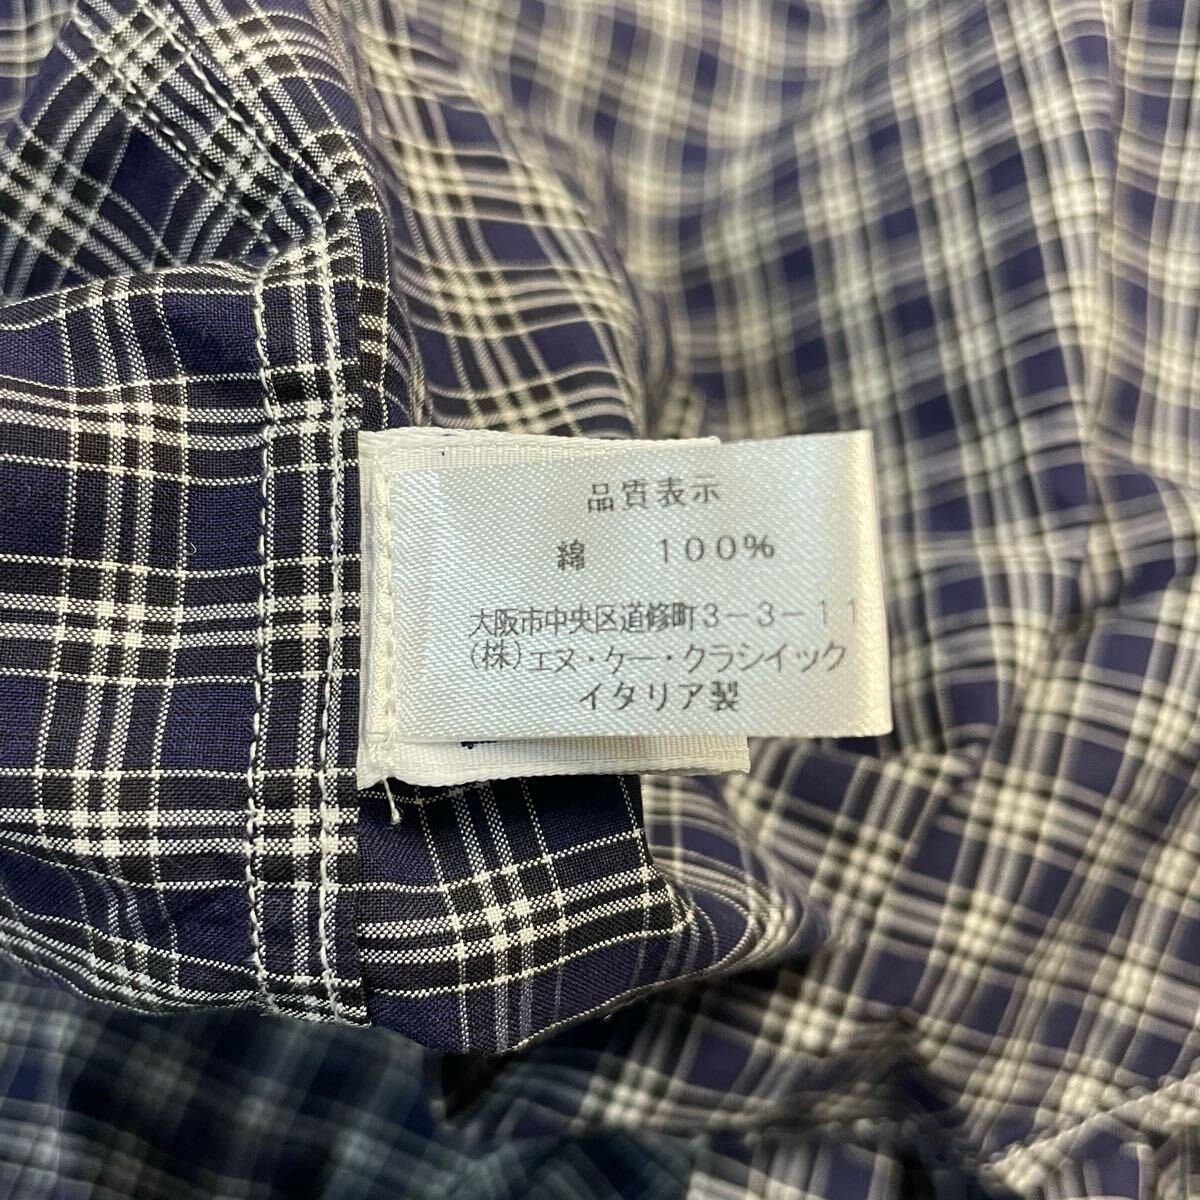 品質表示
綿 100%
大阪市中央区道修町3-3-11
(株)エヌ・ケー・クラシイック
イタリア製